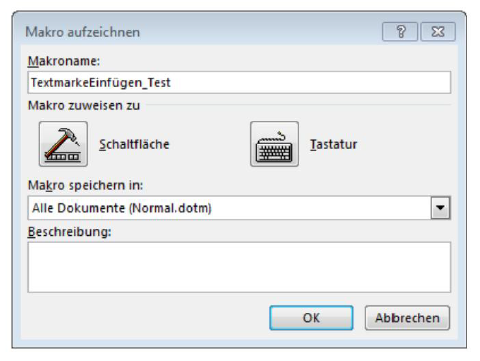 Makro aufzeichnen
Makroname:
TextmarkeEinfügen_Test
Makro zuweisen zu
Schaltfläche
Tastatur
Makro speichern in:
Alle Dokumente (Normal.dotm)
Beschreibung:
OK
Abbrechen